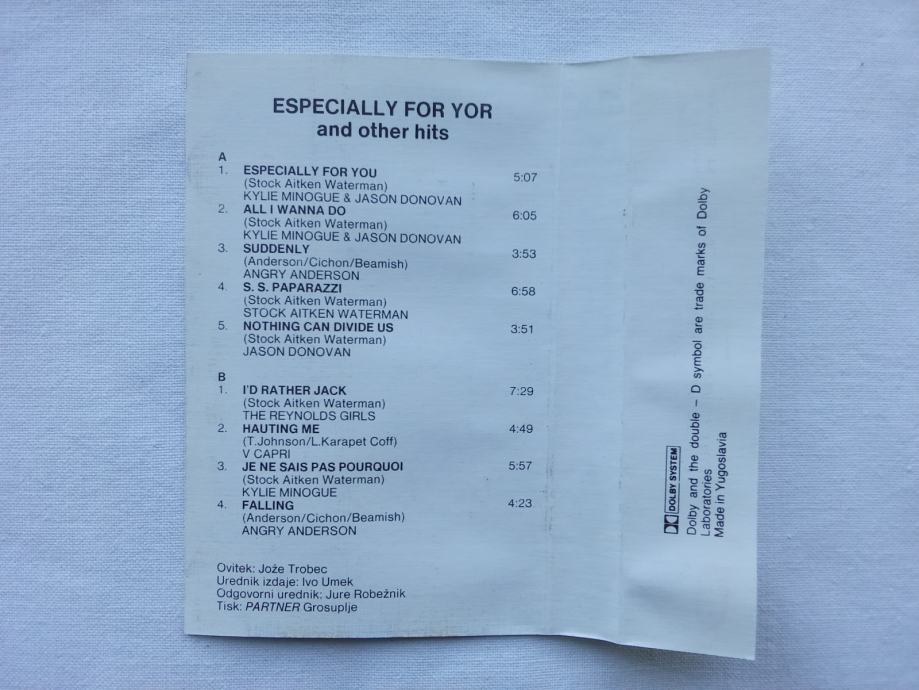 ESPECIALLY FOR YOR
and other hits
A
1. ESPECIALLY FOR YOU 5:07
(Stock Aitken Waterman)
KYLIE MINOGUE & JASON DONOVAN
2. ALL I WANNA DO 6:05
(Stock Aitken Waterman)
KYLIE MINOGUE & JASON DONOVAN
3. SUDDENLY 3:53
(Anderson/Cichon/Beamish)
ANGRY ANDERSON
4. S. S. PAPARAZZI 6:58
(Stock Aitken Waterman)
STOCK AITKEN WATERMAN
5. NOTHING CAN DIVIDE US 3:51
(Stock Aitken Waterman)
JASON DONOVAN
B
1. I'D RATHER JACK 7:29
(Stock Aitken Waterman)
THE REYNOLDS GIRLS
2. HAUTING ME 4:49
(T.Johnson/L.Karapet Coff)
V CAPRI
3. JE NE SAIS PAS POURQUOI 5:57
(Stock Aitken Waterman)
KYLIE MINOGUE
4. FALLING 4:23
(Anderson/Cichon/Beamish)
ANGRY ANDERSON
Ovitek: Jože Trobec
Urednik izdaje: Ivo Umek
Odgovorni urednik: Jure Robežnik
Tisk: PARTNER Grosuplje
DOLBY SYSTEM
Dolby and the double – D symbol are trade marks of Dolby
Laboratories
Made in Yugoslavia